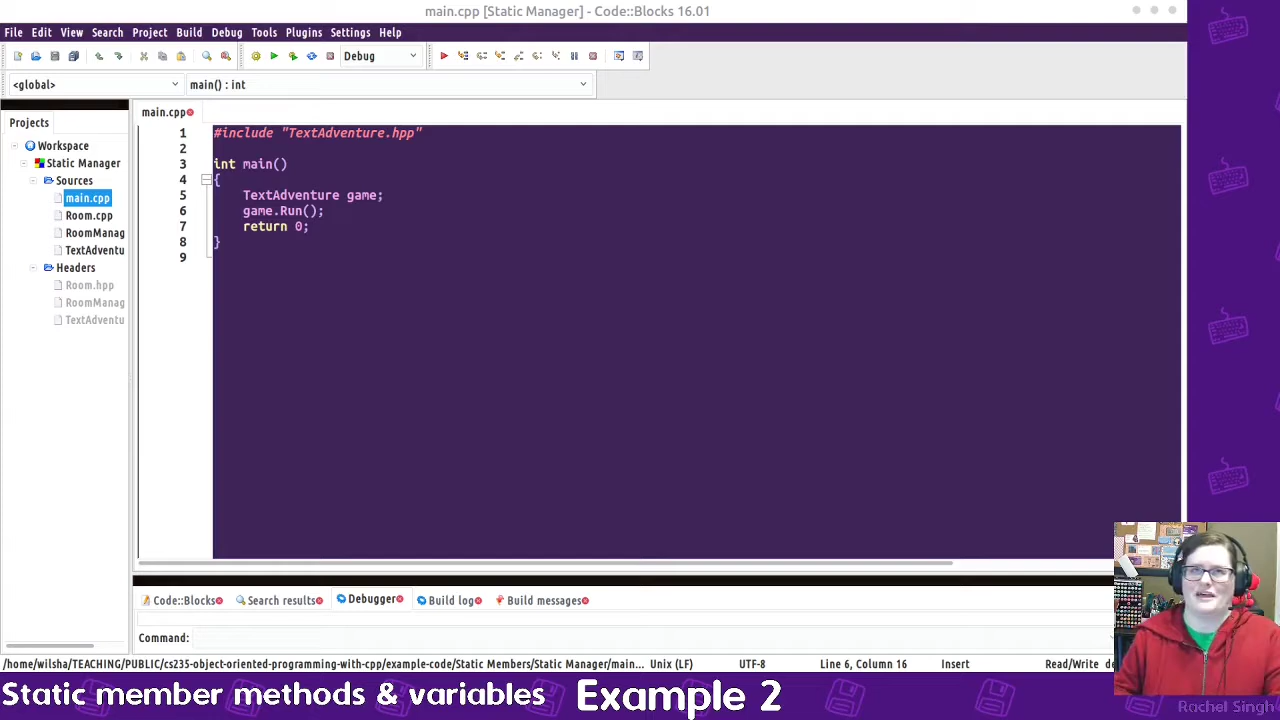 main.cpp [Static Manager] - Code::Blocks 16.01
File Edit View Search Project Build Debug Tools Plugins Settings Help
Debug
<global> main() : int
Projects
Workspace
Static Manager
Sources
main.cpp
Room.cpp
RoomManag
TextAdventu
Headers
Room.hpp
RoomManag
TextAdventu
main.cpp
1 #include "TextAdventure.hpp"
2
3 int main()
4 {
5 TextAdventure game;
6 game.Run();
7 return 0;
8 }
9
Code::Blocks Search results Debugger Build log Build messages
Command:
/home/wilsha/TEACHING/PUBLIC/cs235-object-oriented-programming-with-cpp/example-code/Static Members/Static Manager/main... Unix (LF) UTF-8 Line 6, Column 16 Insert Read/Write de
Static member methods & variables Example 2
Rachel Singh